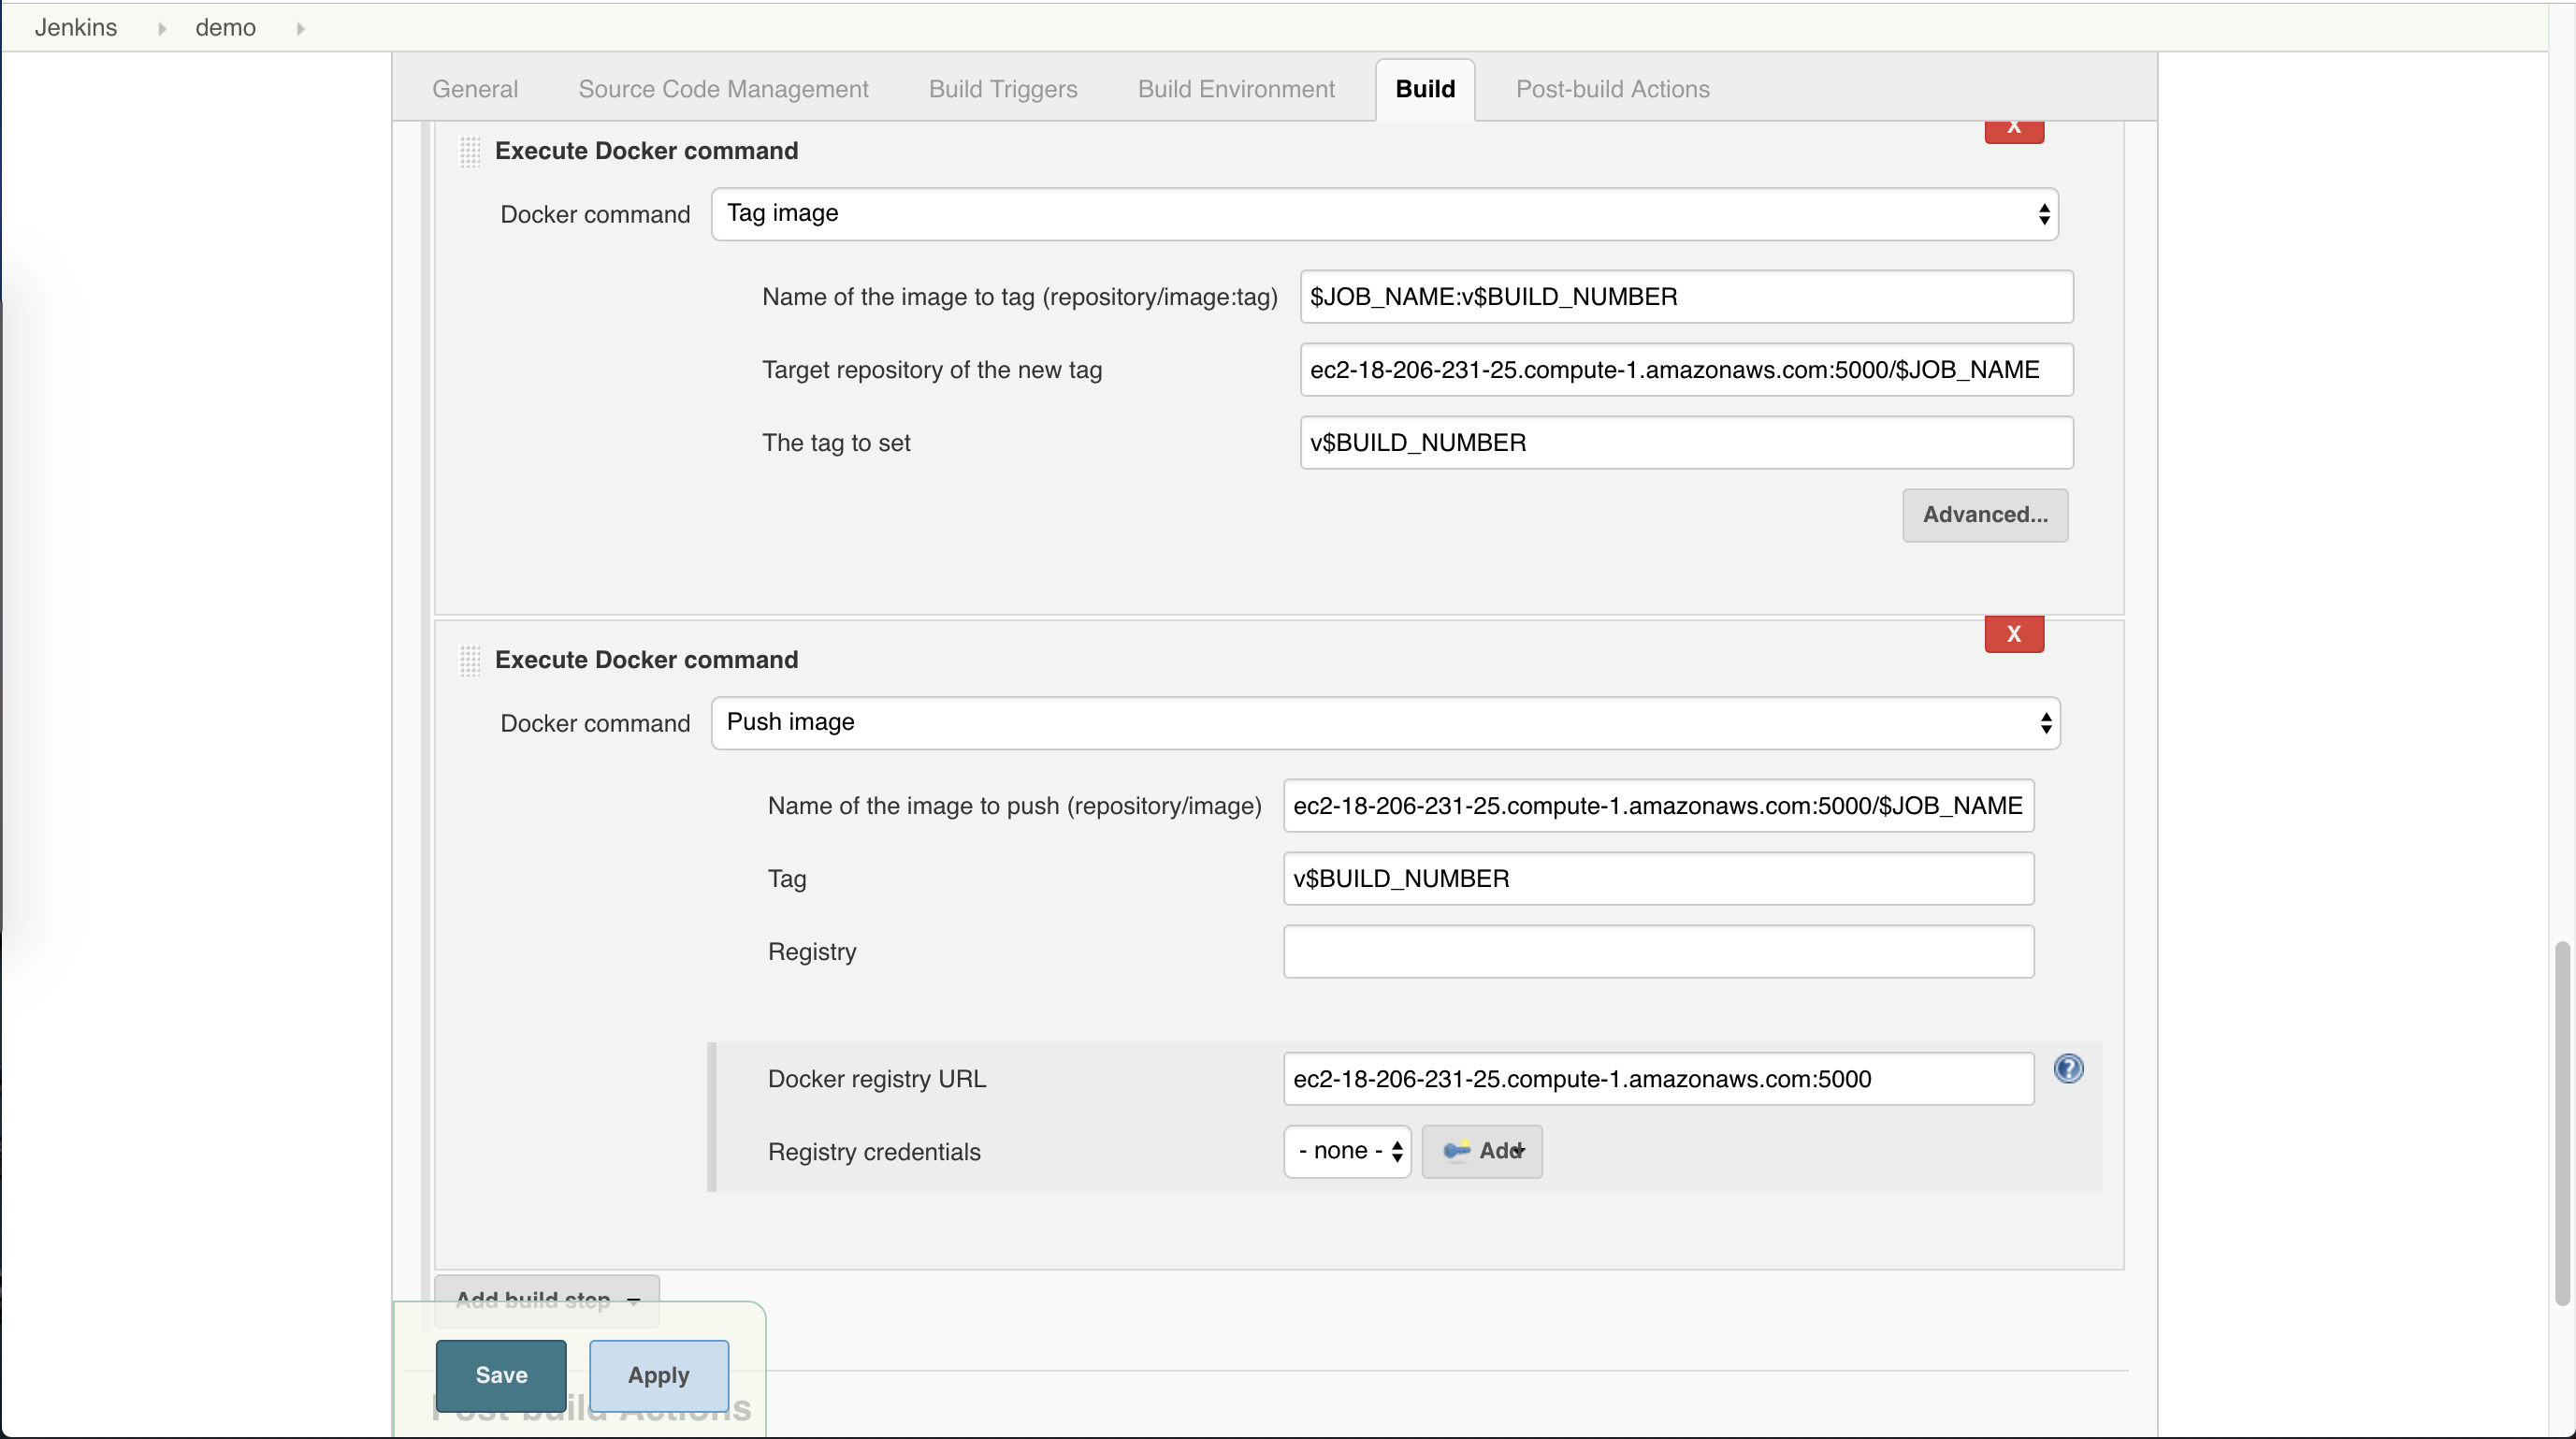 Jenkins demo
General Source Code Management Build Triggers Build Environment Build Post-build Actions
X
Execute Docker command
Docker command Tag image
Name of the image to tag (repository/image:tag) $JOB_NAME:v$BUILD_NUMBER
Target repository of the new tag ec2-18-206-231-25.compute-1.amazonaws.com:5000/$JOB_NAME
The tag to set v$BUILD_NUMBER
Advanced...
X
Execute Docker command
Docker command Push image
Name of the image to push (repository/image) ec2-18-206-231-25.compute-1.amazonaws.com:5000/$JOB_NAME
Tag v$BUILD_NUMBER
Registry
Docker registry URL ec2-18-206-231-25.compute-1.amazonaws.com:5000
?
Registry credentials - none - Add
Add build step
Save Apply
Post-build Actions